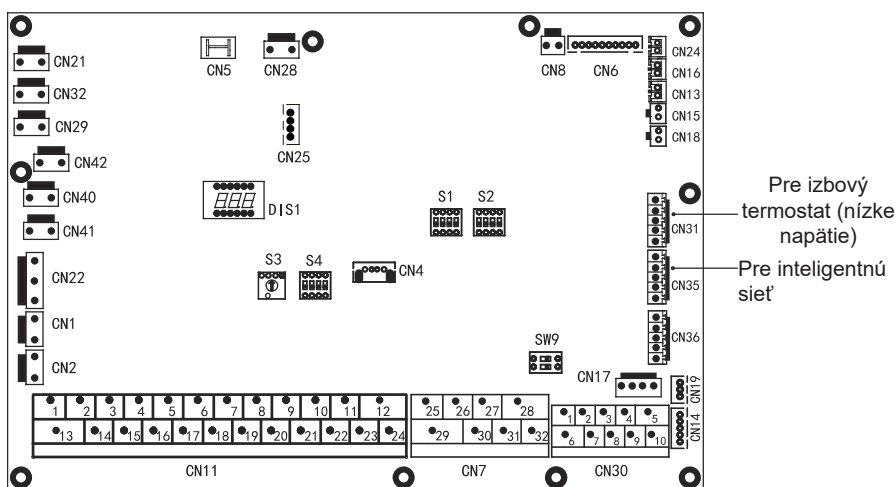 CN21
CN5
CN28
CN8
CN6
CN24
CN16
CN13
CN15
CN18
CN32
CN29
CN42
CN25
CN40
CN41
DIS1
S1 S2
Pre izbový
termostat (nízke
napätie)
CN31
Pre inteligentnú
sieť
CN35
S3 S4
CN4
CN22
CN1
CN2
CN36
SW9
CN17
CN19
CN14
1 2 3 4 5 6 7 8 9 10 11 12
13 14 15 16 17 18 19 20 21 22 23 24
CN11
25 26 27 28
29 30 31 32
CN7
1 2 3 4 5
6 7 8 9 10
CN30